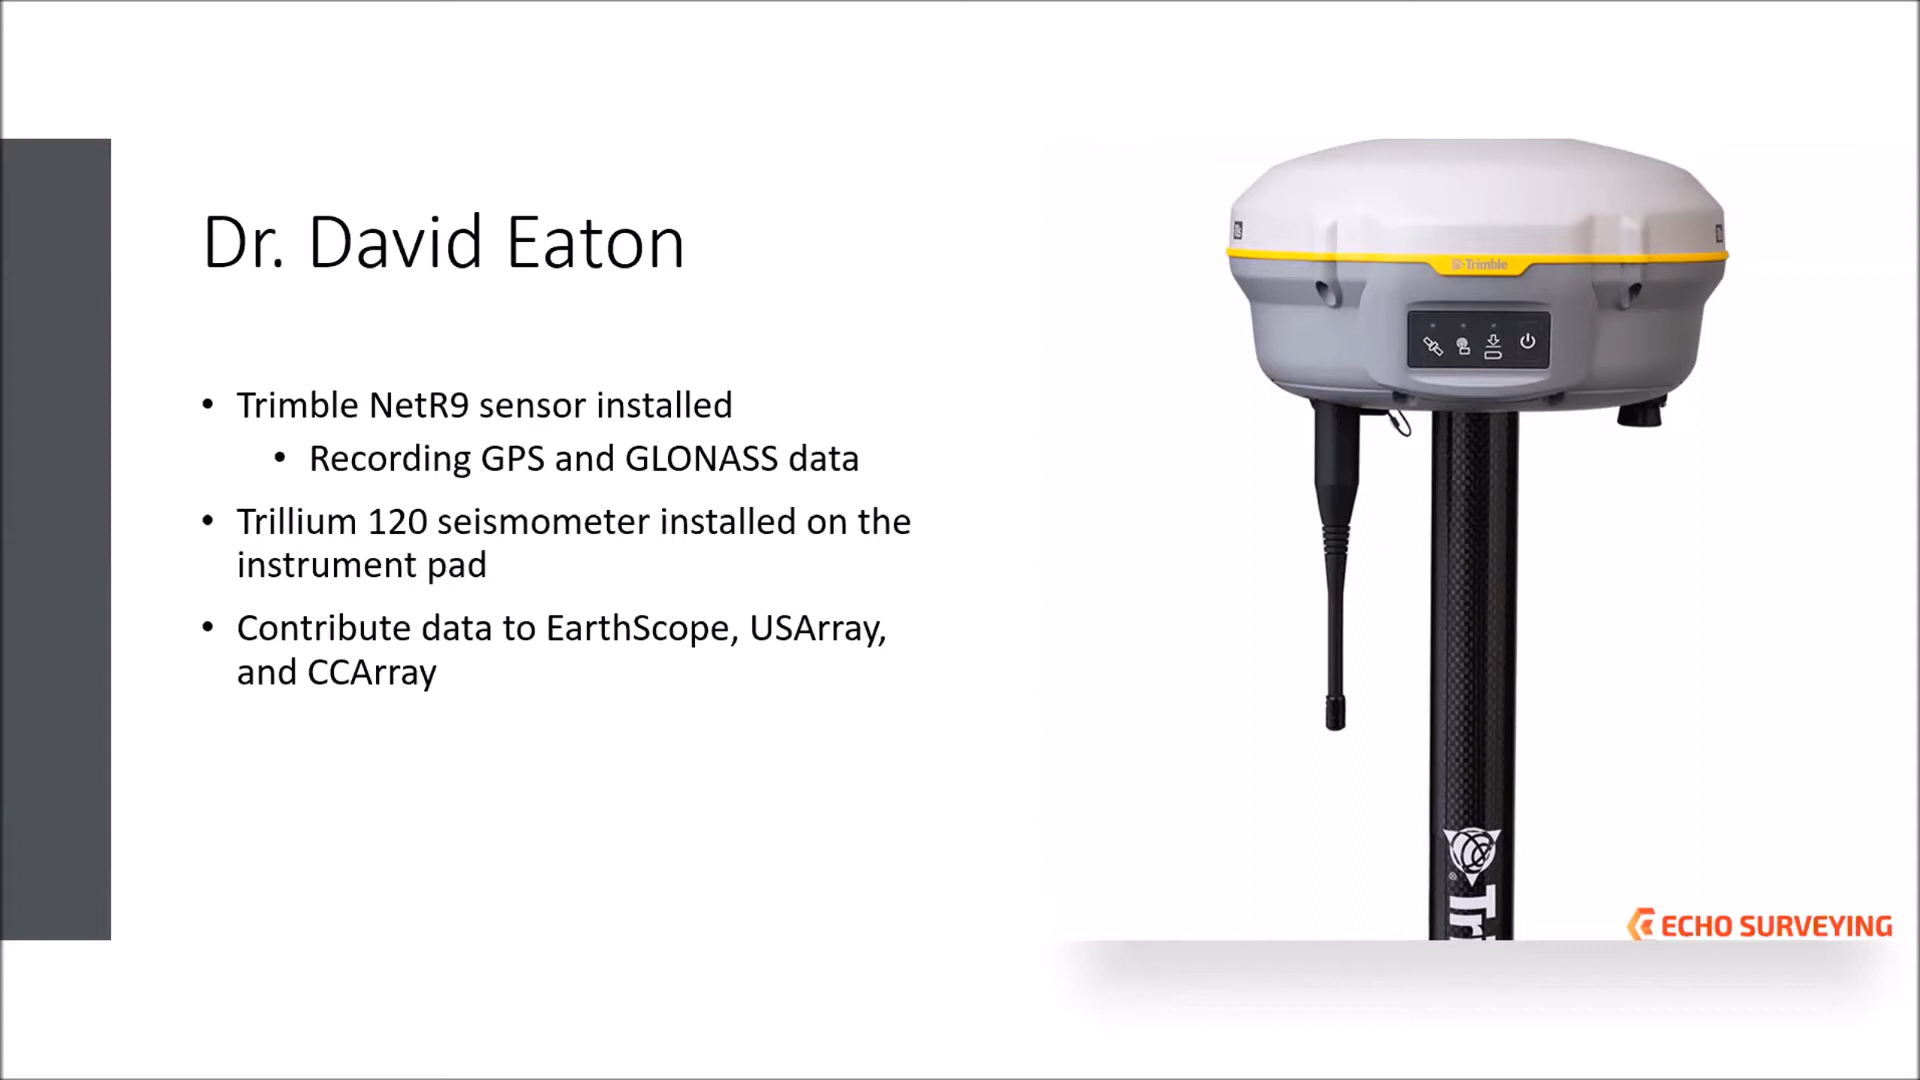 Dr. David Eaton
• Trimble NetR9 sensor installed
• Recording GPS and GLONASS data
• Trillium 120 seismometer installed on the
instrument pad
• Contribute data to EarthScope, USArray,
and CCArray
Trimble
ECHO SURVEYING